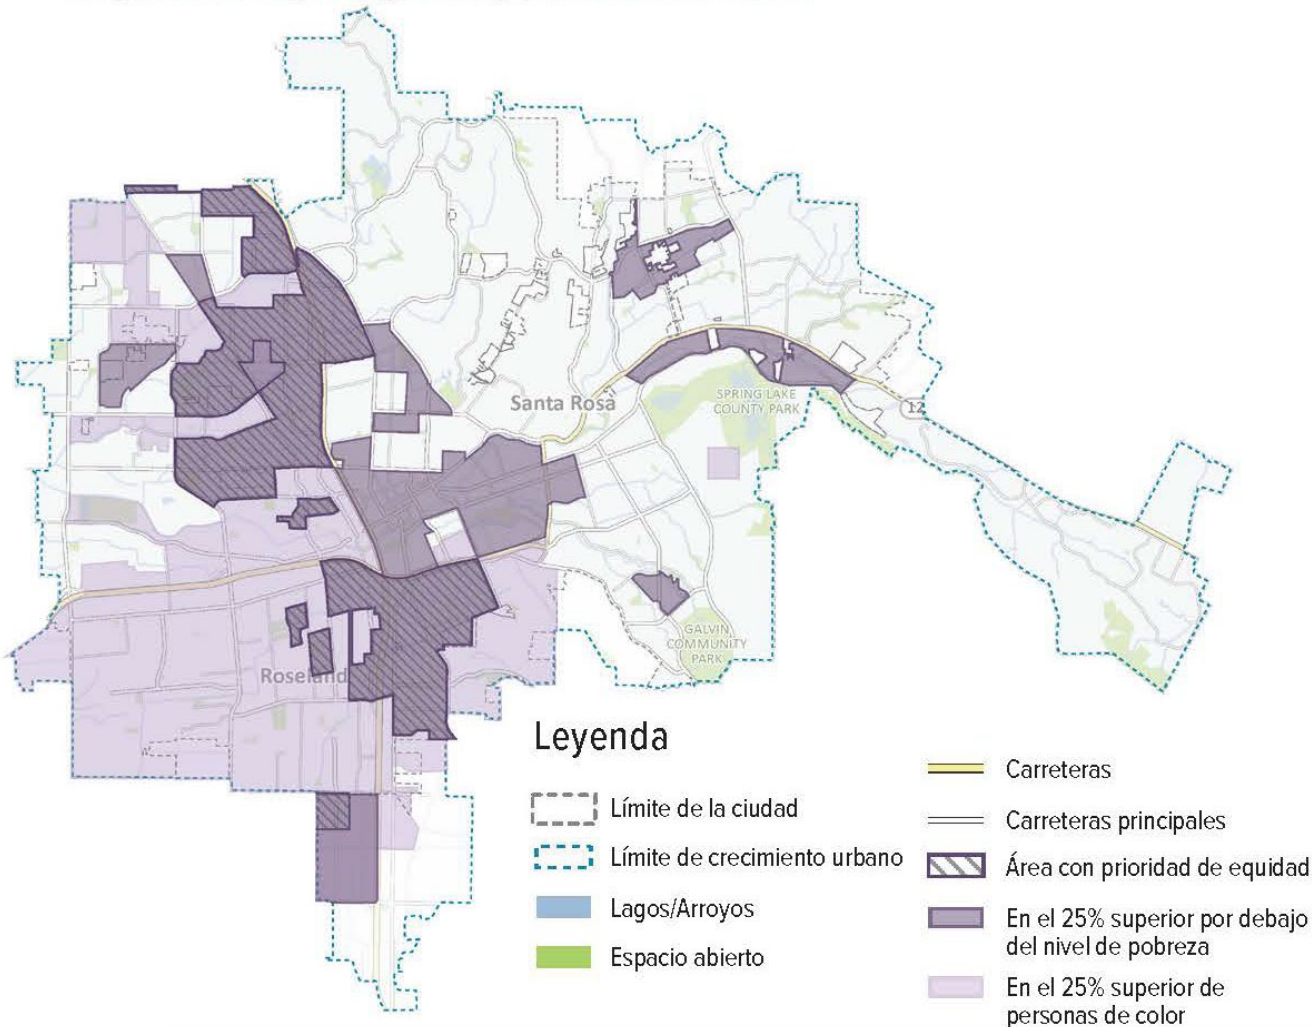 Santa Rosa
SPRING LAKE
COUNTY PARK
12
GALVIN
COMMUNITY
PARK
Roseland
Leyenda
Límite de la ciudad
Límite de crecimiento urbano
Lagos/Arroyos
Espacio abierto
Carreteras
Carreteras principales
Área con prioridad de equidad
En el 25% superior por debajo
del nivel de pobreza
En el 25% superior de
personas de color